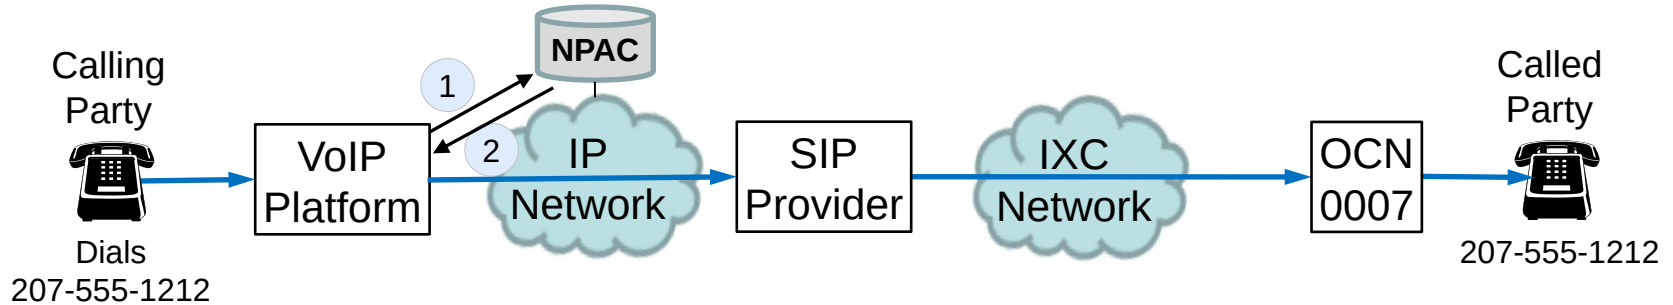 Calling
Party
Dials
207-555-1212
VoIP
Platform
1
2
NPAC
IP
Network
SIP
Provider
IXC
Network
OCN
0007
Called
Party
207-555-1212